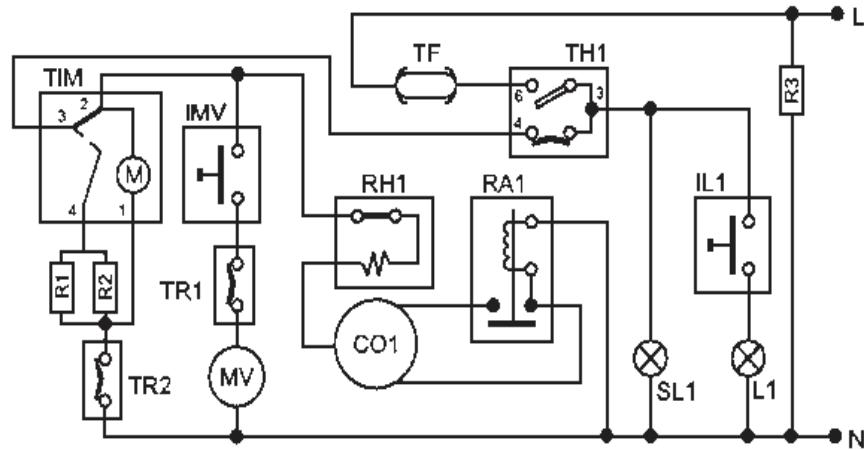 L
TF
TH1
TIM
3
2
6
3
R3
IMV
4
M
RH1
RA1
IL1
4
1
R1
R2
TR1
CO1
TR2
MV
SL1
L1
N